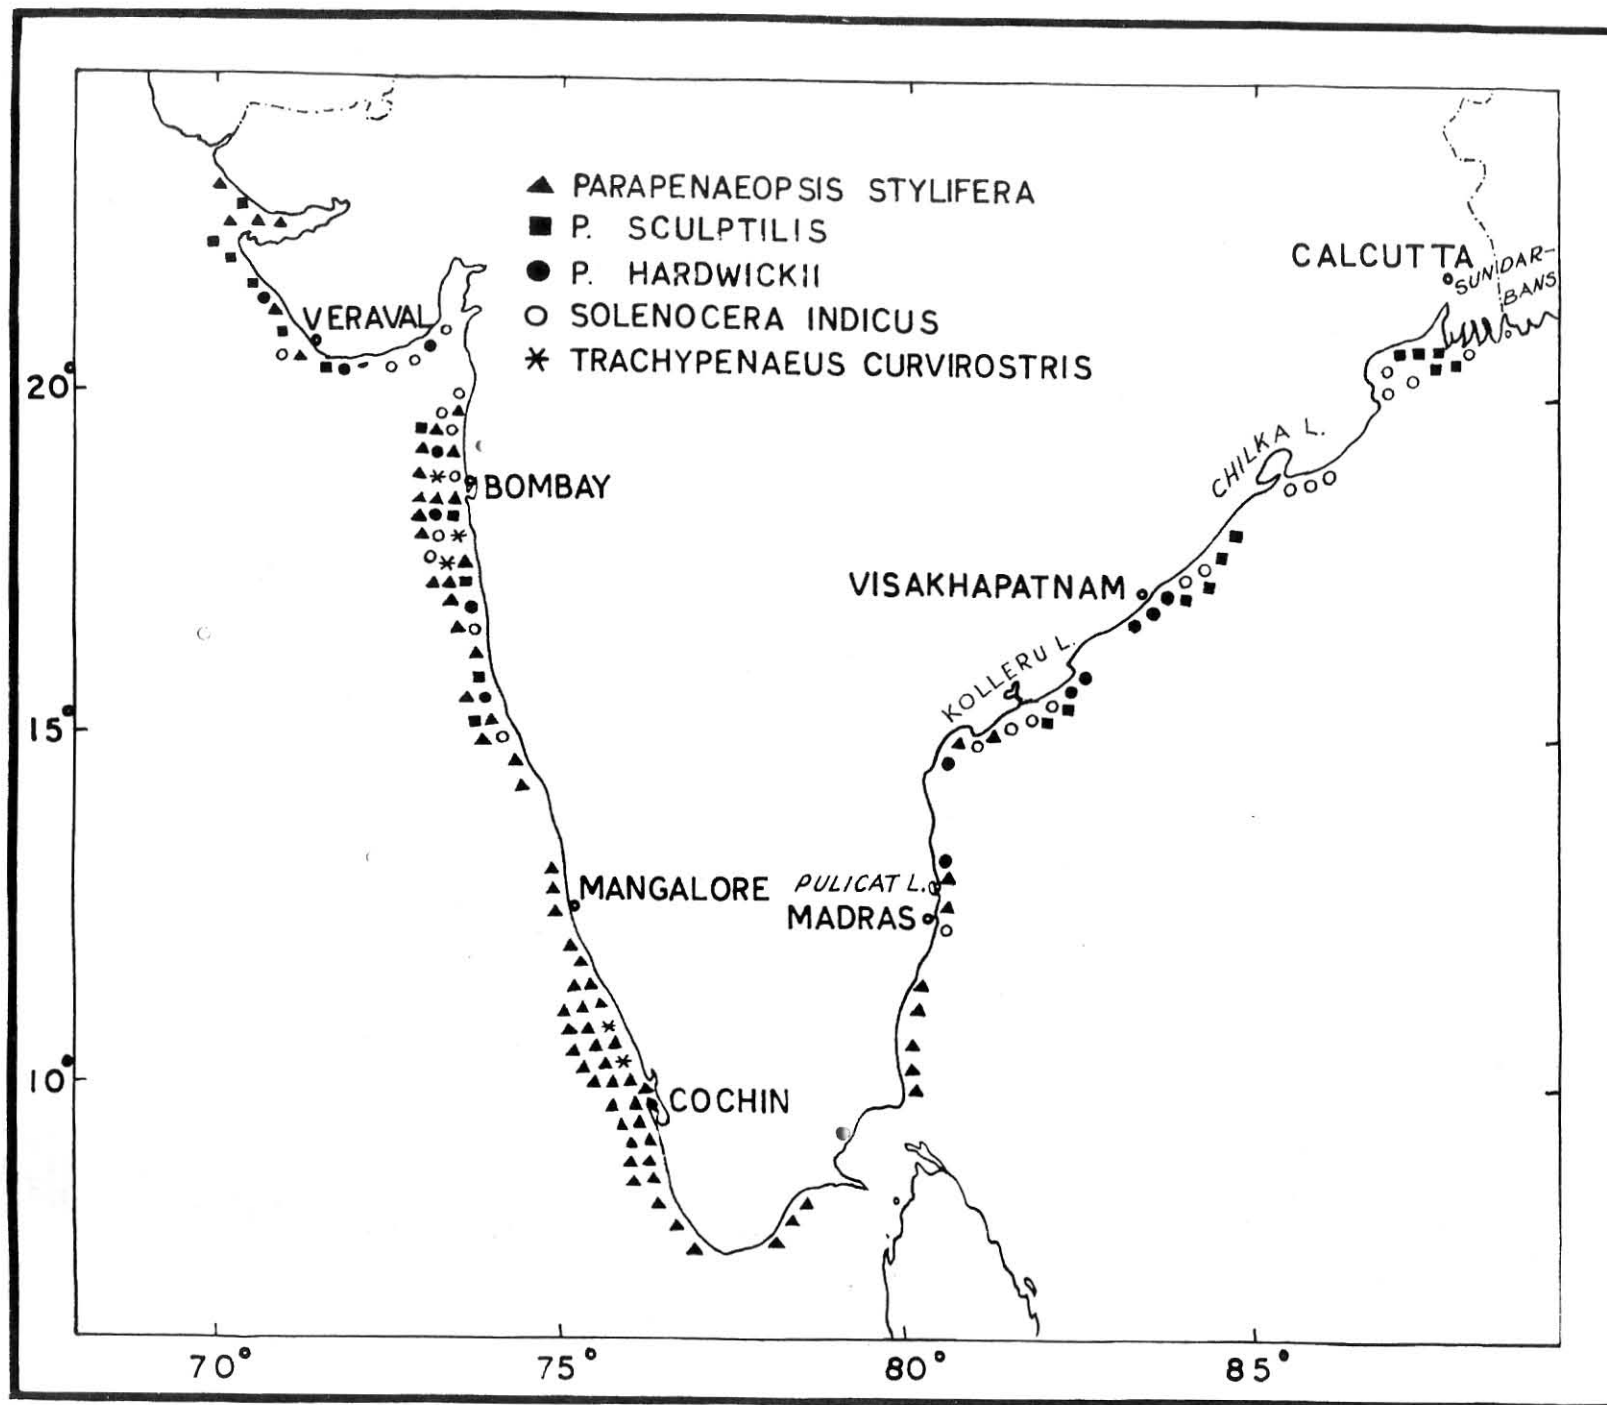 PARAPENAEOPSIS STYLIFERA
P. SCULPTILIS
P. HARDWICKII
SOLENOCERA INDICUS
TRACHYPENAEUS CURVIROSTRIS
CALCUTTA
SUNDAR-
BANS
VERAVAL
20°
CHILKA L.
BOMBAY
VISAKHAPATNAM
KOLLERU L.
15°
MANGALORE
PULICAT L.
MADRAS
10°
COCHIN
70°
75°
80°
85°